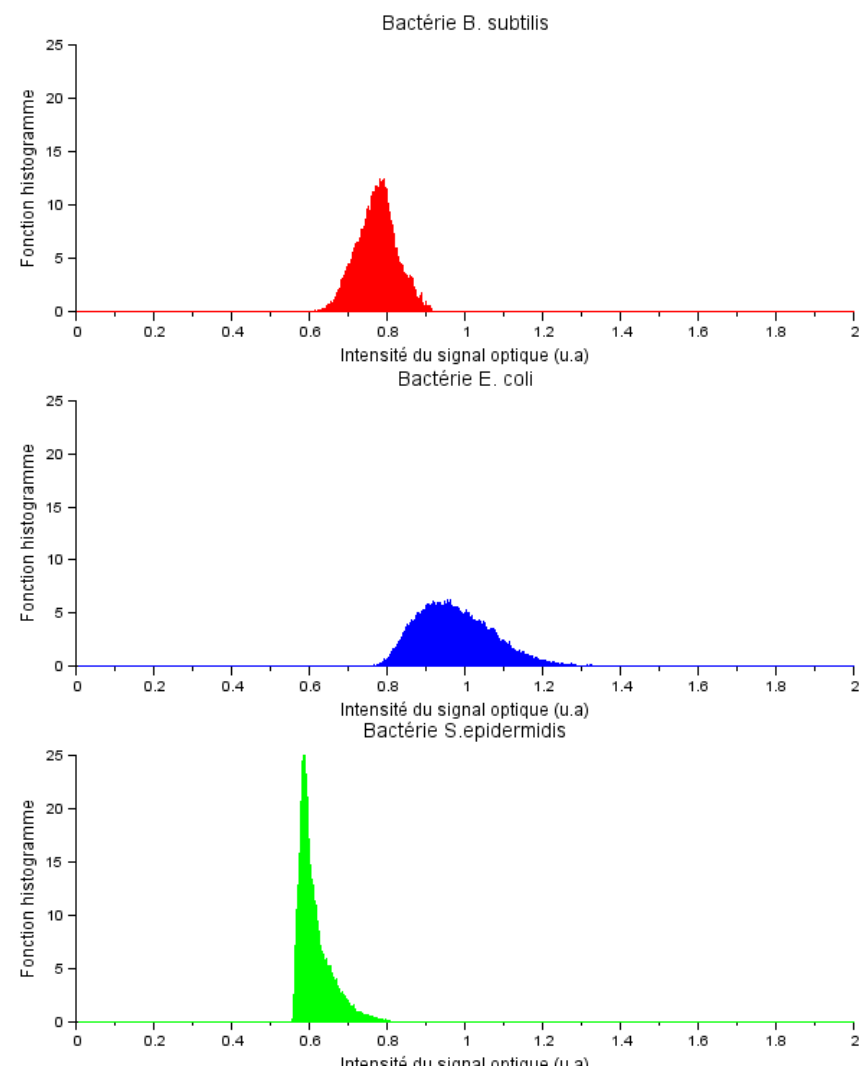 Bactérie B. subtilis
25
20
15
10
5
0
Fonction histogramme
0 0.2 0.4 0.6 0.8 1 1.2 1.4 1.6 1.8 2
Intensité du signal optique (u.a)
Bactérie E. coli
25
20
15
10
5
0
Fonction histogramme
0 0.2 0.4 0.6 0.8 1 1.2 1.4 1.6 1.8 2
Intensité du signal optique (u.a)
Bactérie S.epidermidis
25
20
15
10
5
0
Fonction histogramme
0 0.2 0.4 0.6 0.8 1 1.2 1.4 1.6 1.8 2
Intensité du signal optique (u.a)